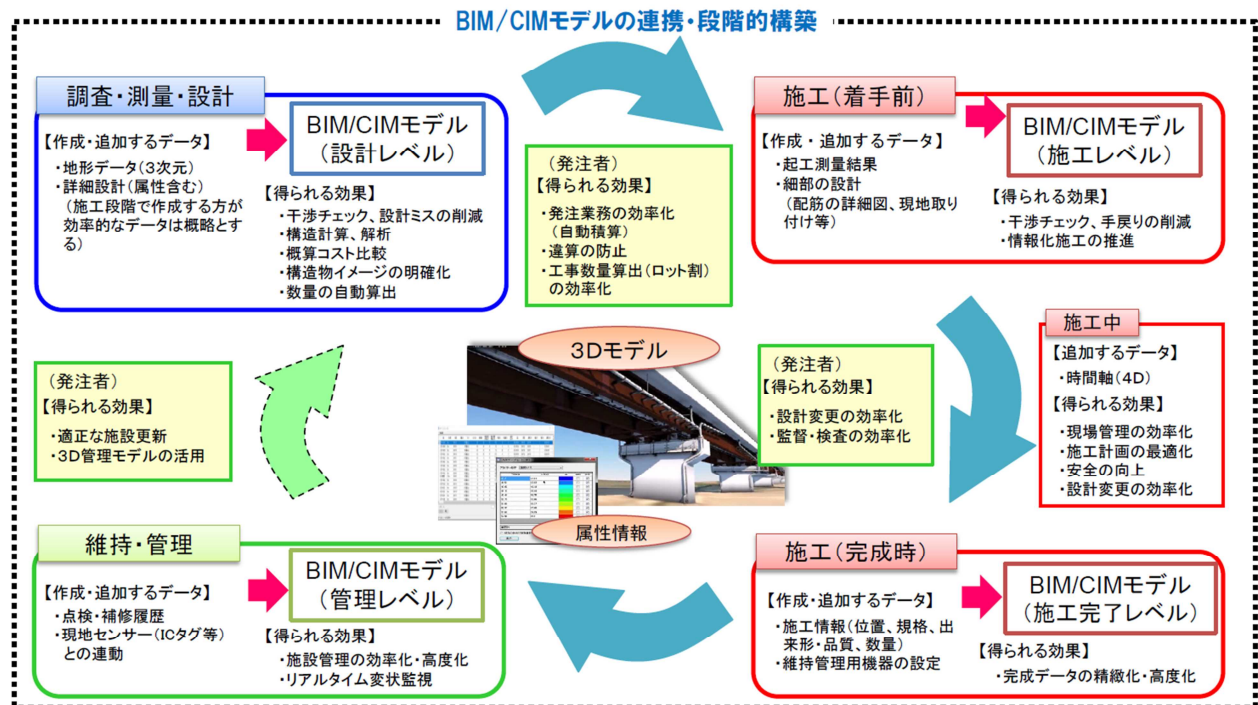 BIM/CIMモデルの連携・段階的構築
調査・測量・設計
【作成・追加するデータ】
・地形データ(3次元)
・詳細設計(属性含む)
(施工段階で作成する方が
効率的なデータは概略とす
る)
BIM/CIMモデル
(設計レベル)
【得られる効果】
・干渉チェック、設計ミスの削減
・構造計算、解析
・概算コスト比較
・構造物イメージの明確化
・数量の自動算出
(発注者)
【得られる効果】
・発注業務の効率化
(自動積算)
・違算の防止
・工事数量算出(ロット割)
の効率化
施工(着手前)
【作成・追加するデータ】
・起工測量結果
・細部の設計
(配筋の詳細図、現地取り
付け等)
BIM/CIMモデル
(施工レベル)
【得られる効果】
・干渉チェック、手戻りの削減
・情報化施工の推進
施工中
【追加するデータ】
・時間軸(4D)
【得られる効果】
・現場管理の効率化
・施工計画の最適化
・安全の向上
・設計変更の効率化
(発注者)
【得られる効果】
・設計変更の効率化
・監督・検査の効率化
3Dモデル
属性情報
(発注者)
【得られる効果】
・適正な施設更新
・3D管理モデルの活用
維持・管理
【作成・追加するデータ】
・点検・補修履歴
・現地センサー(ICタグ等)
との連動
BIM/CIMモデル
(管理レベル)
【得られる効果】
・施設管理の効率化・高度化
・リアルタイム変状監視
施工(完成時)
【作成・追加するデータ】
・施工情報(位置、規格、出
来形・品質、数量)
・維持管理用機器の設定
BIM/CIMモデル
(施工完了レベル)
【得られる効果】
・完成データの精緻化・高度化